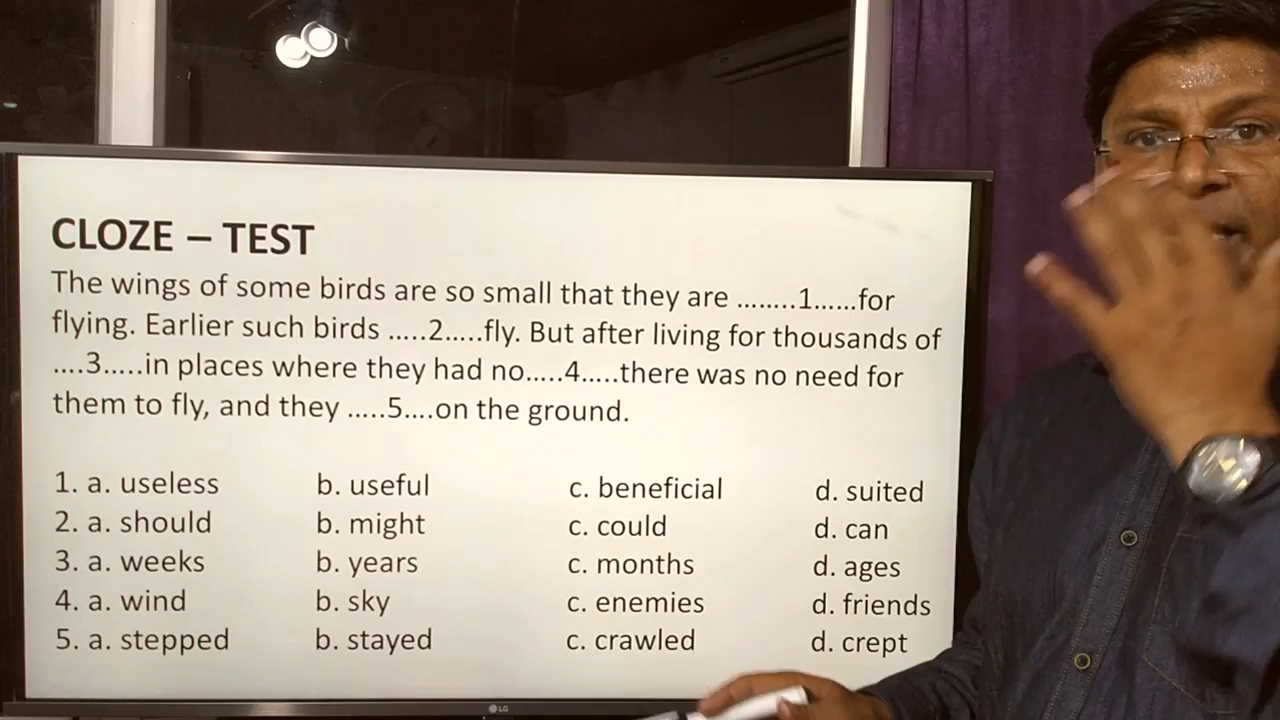 CLOZE – TEST
The wings of some birds are so small that they are ........1......for
flying. Earlier such birds .....2.....fly. But after living for thousands of
....3.....in places where they had no.....4.....there was no need for
them to fly, and they .....5....on the ground.
1. a. useless b. useful c. beneficial d. suited
2. a. should b. might c. could d. can
3. a. weeks b. years c. months d. ages
4. a. wind b. sky c. enemies d. friends
5. a. stepped b. stayed c. crawled d. crept
LG